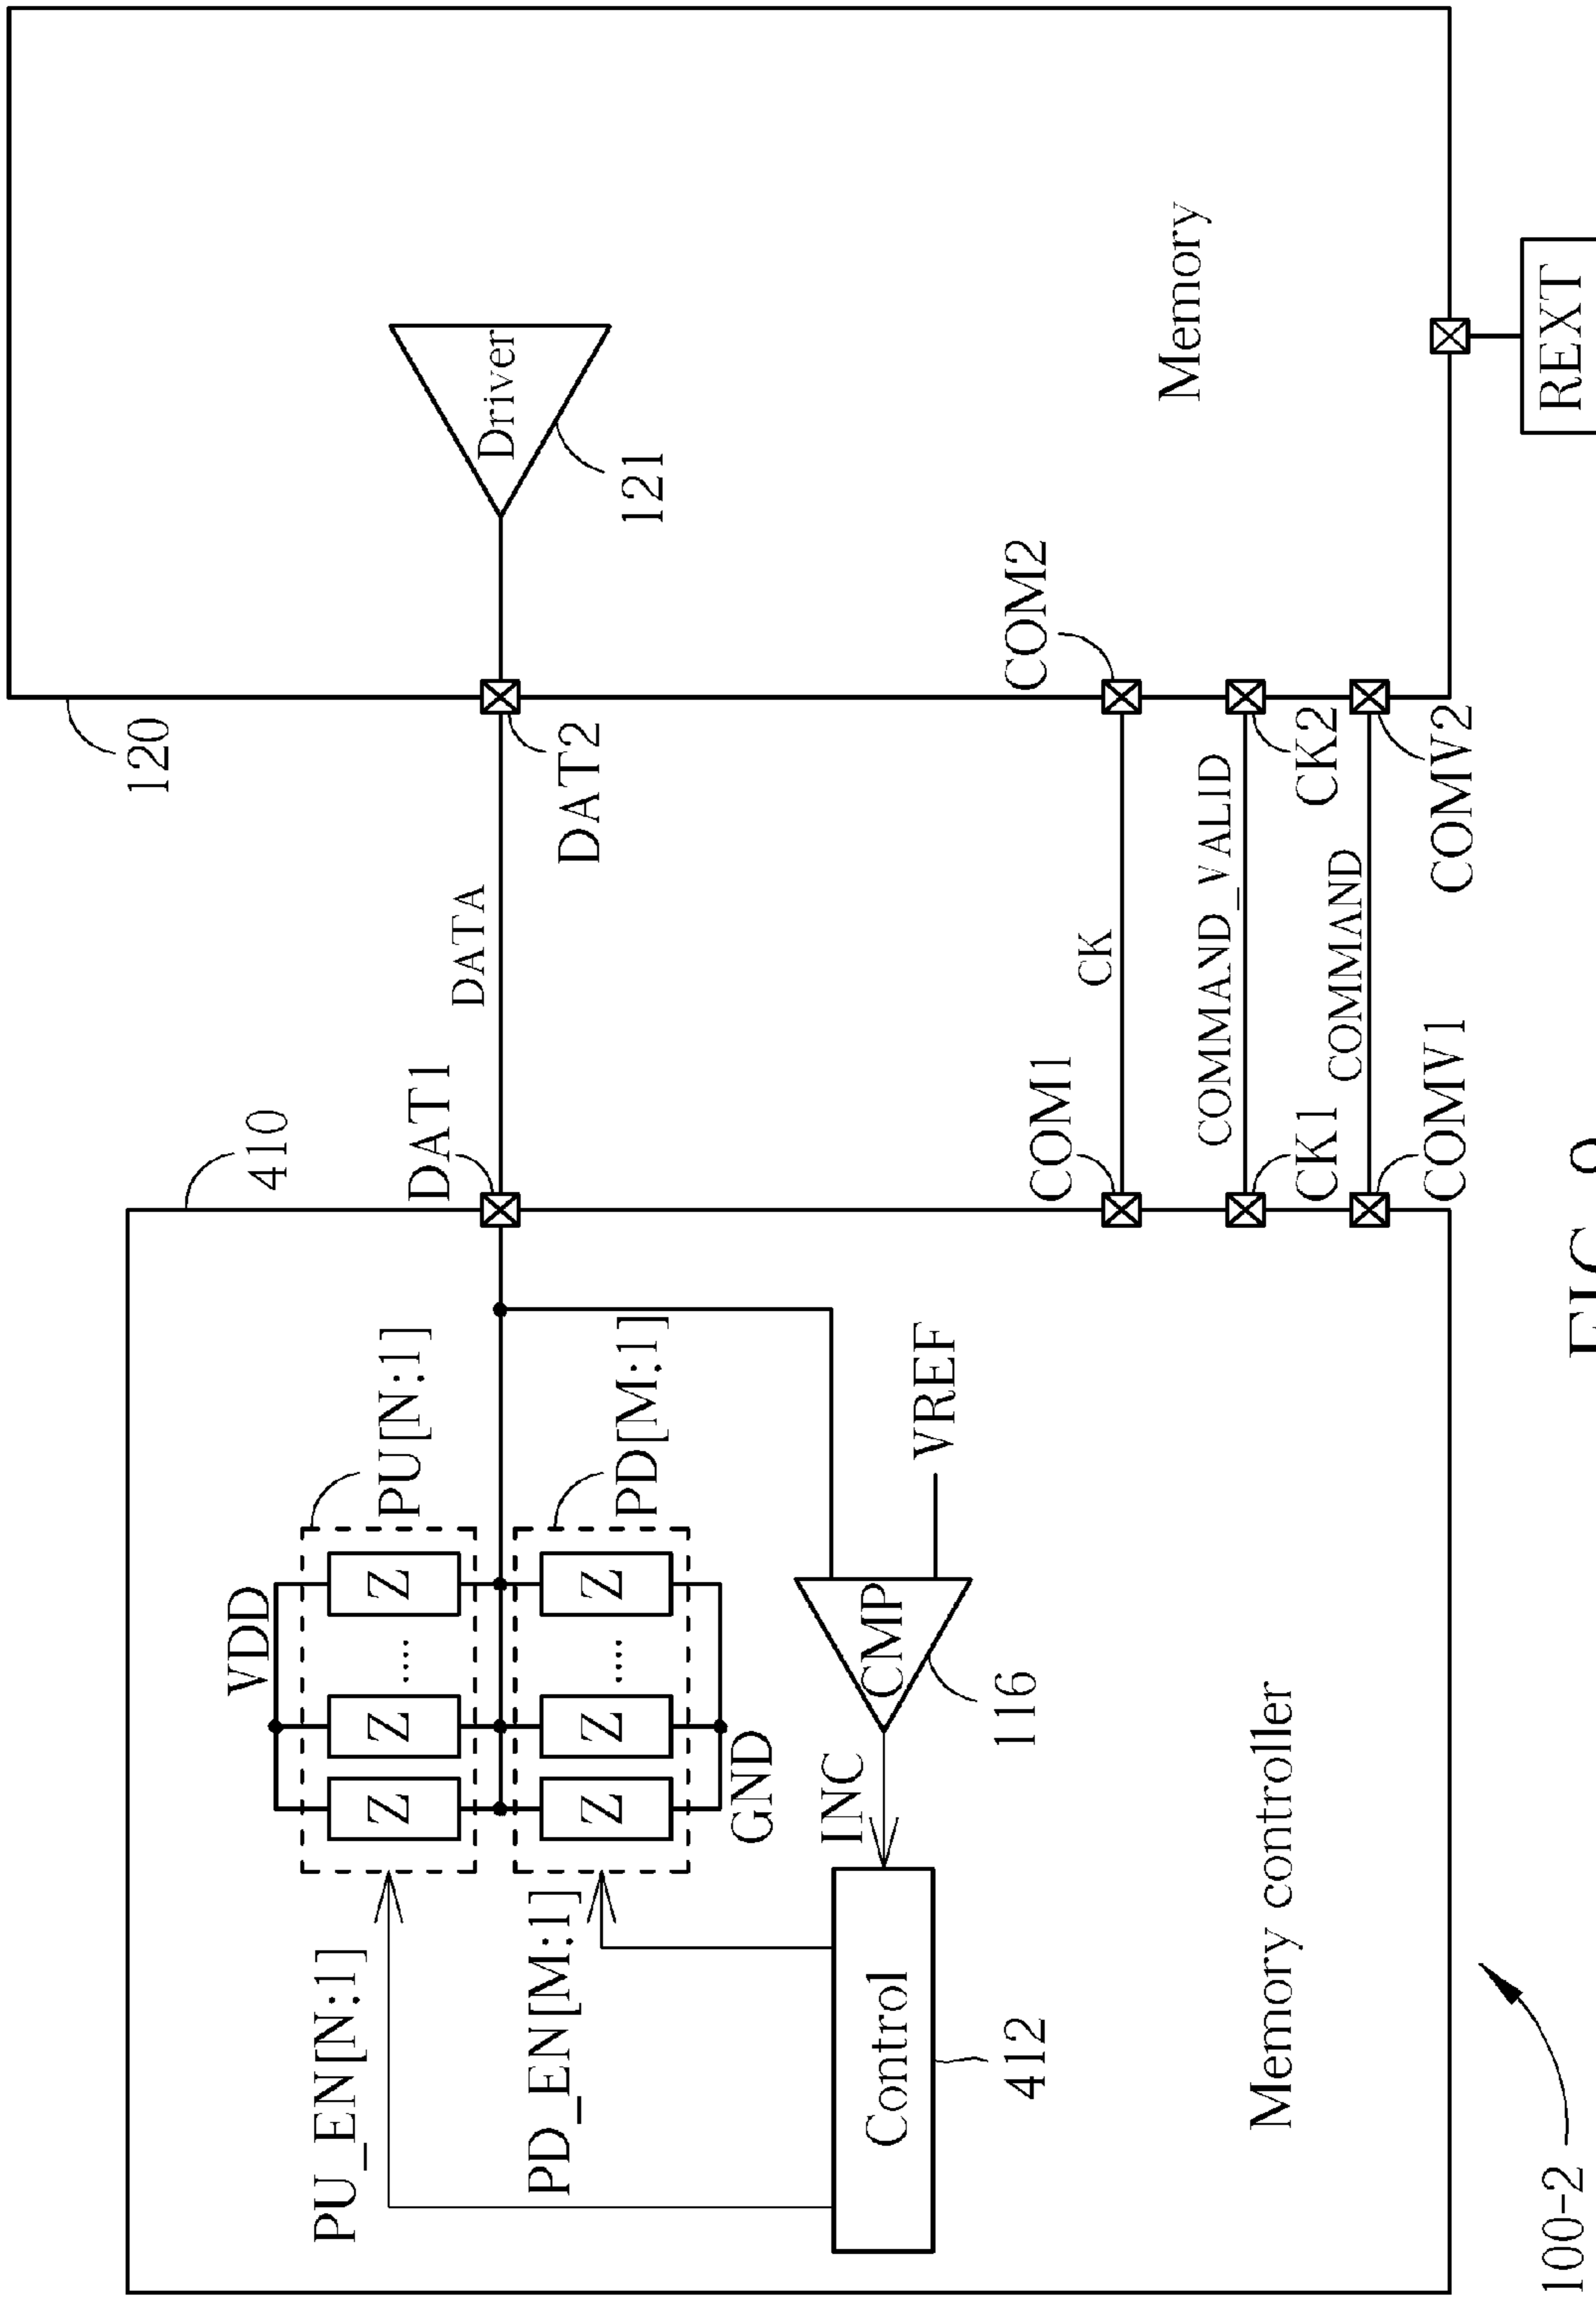 120
VDD
410
PU_EN[N:1]
PU[N:1]
Z
Z
....
Z
DAT1
DATA
Driver
PD_EN[M:1]
DAT2
Z
Z
....
Z
PD[M:1]
121
GND
INC
CMP
Control
VREF
116
412
COM1
COM2
CK
Memory
COMMAND_VALID
Memory controller
CK1
CK2
COMMAND
COMV1
COMV2
REXT
100-2
FIG